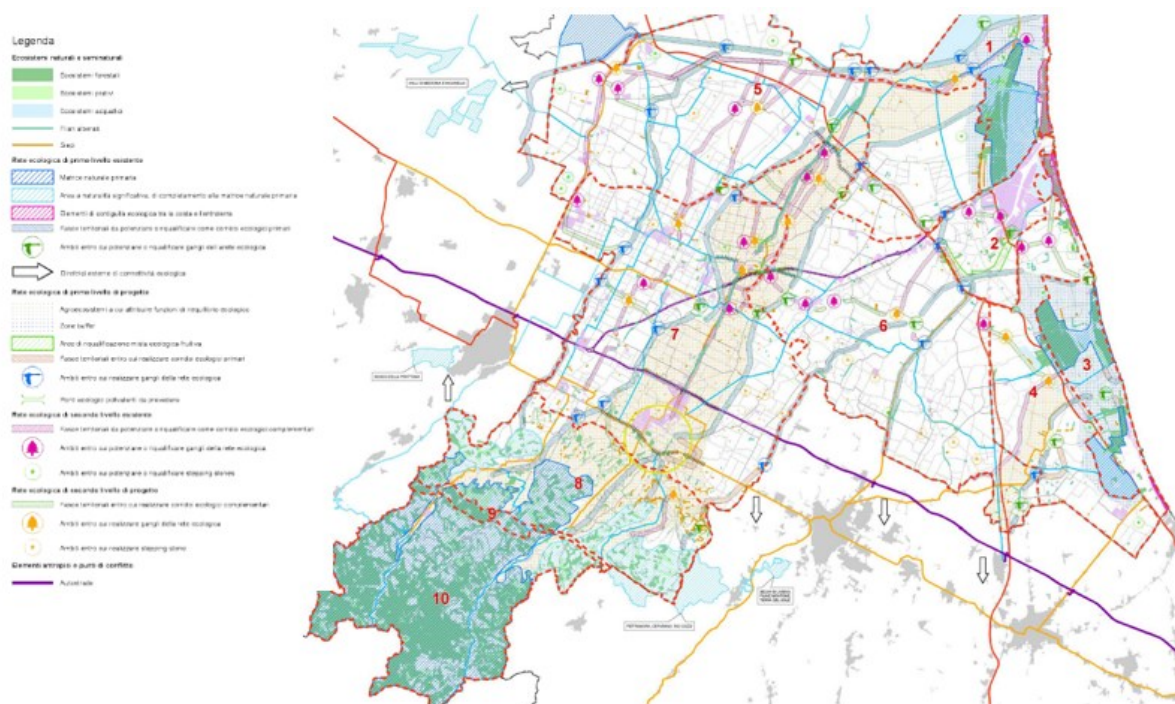 Legenda
Ecosistemi naturali e seminaturali
Ecosistemi forestali
Ecosistemi prativi
Ecosistemi acquatici
Filari alberati
Siepi
Rete ecologica di primo livello esistente
Matrice naturale primaria
Area a naturalità significativa, di completamento alla matrice naturale primaria
Elementi di contiguità ecologica tra la costa e l'entroterra
Fasce territoriali da potenziare o riqualificare come corridoi ecologici primari
Ambiti entro cui potenziare o riqualificare gangli della rete ecologica
Direttrici esterne di connettività ecologica
Rete ecologica di primo livello di progetto
Agroecosistemi a cui attribuire funzioni di riequilibrio ecologico
Zone buffer
Aree di riqualificazione mista ecologica fruitiva
Fasce territoriali entro cui realizzare corridoi ecologici primari
Ambiti entro cui realizzare gangli della rete ecologica
Ponti ecologici polivalenti da prevedere
Rete ecologica di secondo livello esistente
Fasce territoriali da potenziare o riqualificare come corridoi ecologici complementari
Ambiti entro cui potenziare o riqualificare gangli della rete ecologica
Ambiti entro cui potenziare o riqualificare stepping stones
Rete ecologica di secondo livello di progetto
Fasce territoriali entro cui realizzare corridoi ecologici complementari
Ambiti entro cui realizzare gangli della rete ecologica
Ambiti entro cui realizzare stepping stone
Elementi antropici e punti di conflitto
Autostrade
1
5
2
7
6
3
4
8
9
10